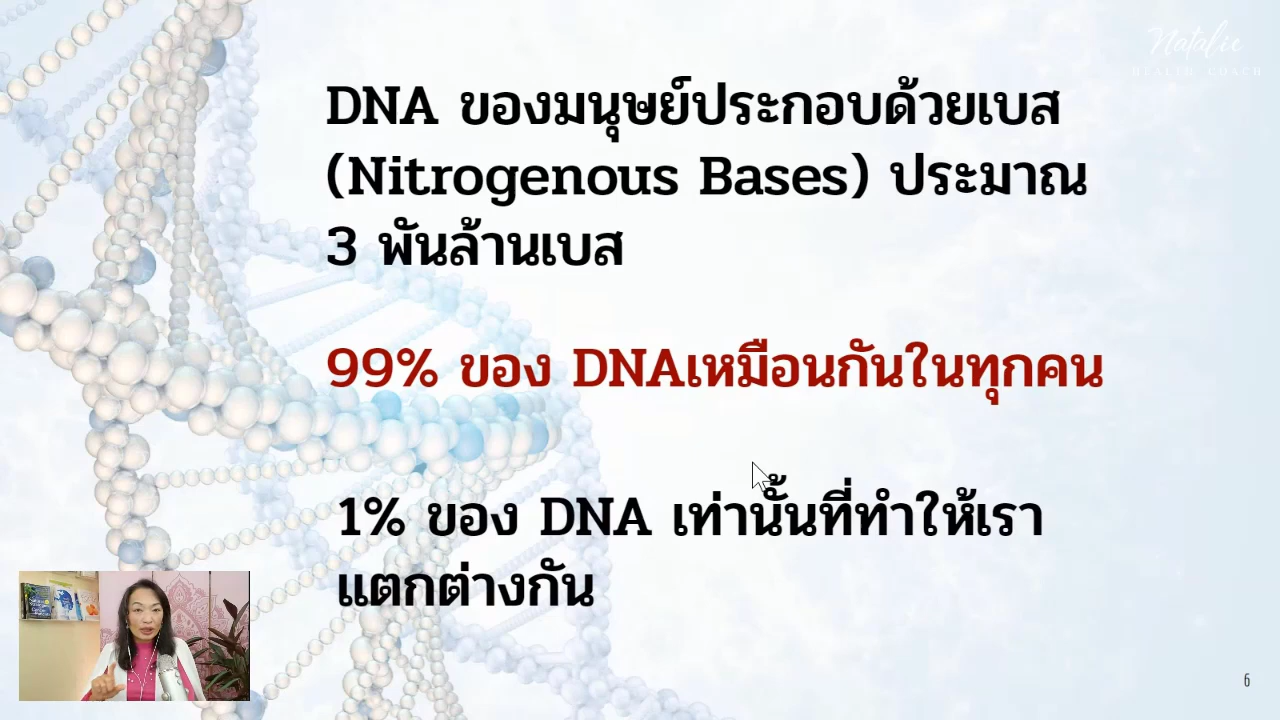 Natalie
HEALTH COACH
DNA ของมนุษย์ประกอบด้วยเบส
(Nitrogenous Bases) ประมาณ
3 พันล้านเบส
99% ของ DNAเหมือนกันในทุกคน
1% ของ DNA เท่านั้นที่ทำให้เรา
แตกต่างกัน
6